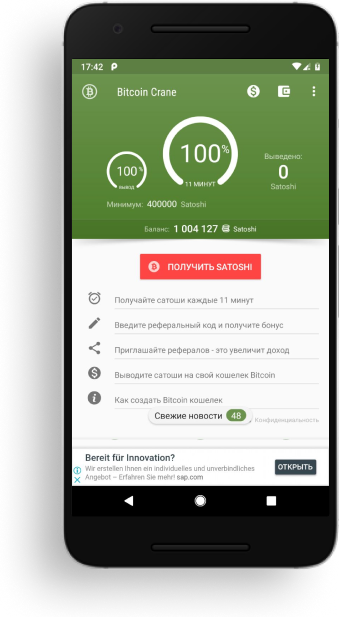 17:42
Bitcoin Crane
100%
11 МИНУТ
100%
ВЫВОД
Выведено:
0
Satoshi
Минимум: 400000 Satoshi
Баланс: 1 004 127 Satoshi
ПОЛУЧИТЬ SATOSHI
Получайте сатоши каждые 11 минут
Введите реферальный код и получите бонус
Приглашайте рефералов - это увеличит доход
Выводите сатоши на свой кошелек Bitcoin
Как создать Bitcoin кошелек
Свежие новости 48
Конфиденциальность
Bereit für Innovation?
Wir erstellen Ihnen ein individuelles und unverbindliches
Angebot – Erfahren Sie mehr! sap.com
ОТКРЫТЬ